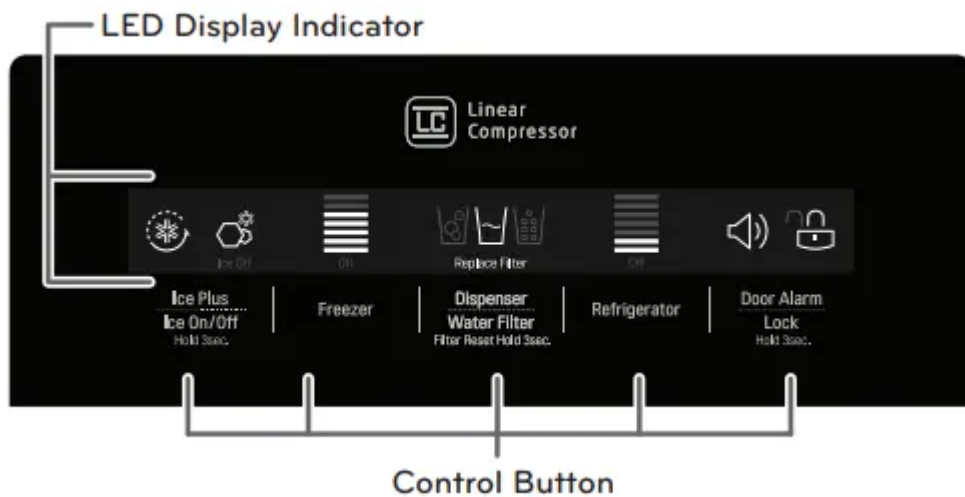 LED Display Indicator
LC
Linear
Compressor
Ice Off
On
Replace Filter
Off
Ice Plus
Ice On/Off
Hold 3sec.
Freezer
Dispenser
Water Filter
Filter Reset Hold 3sec.
Refrigerator
Door Alarm
Lock
Hold 3sec.
Control Button